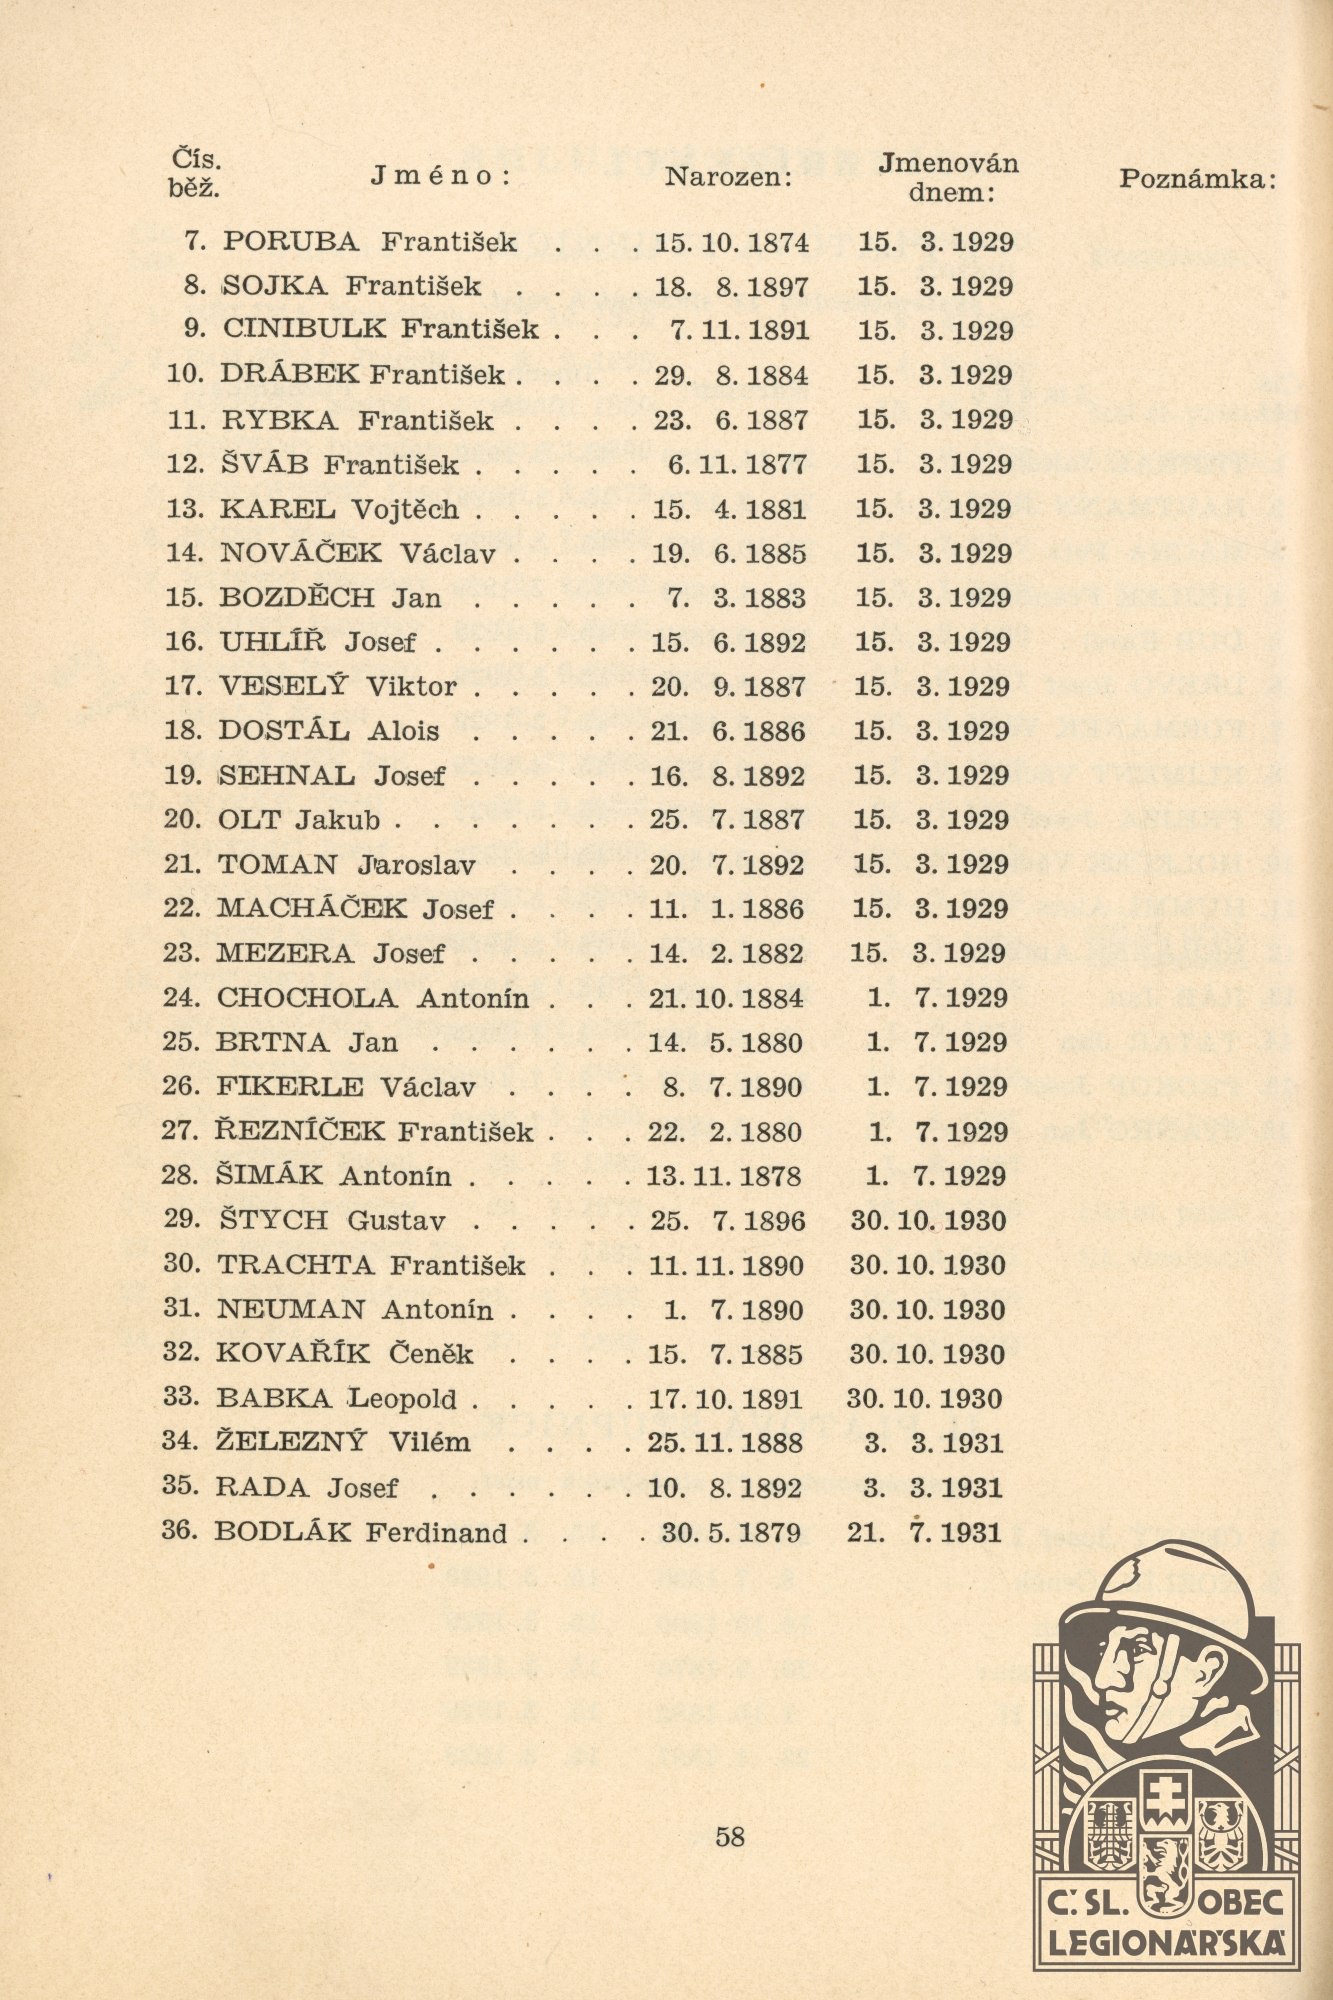 Čís. běž. Jméno: Narozen: Jmenován dnem: Poznámka:
7. PORUBA František . . . 15. 10. 1874 15. 3. 1929
8. SOJKA František . . . . 18. 8. 1897 15. 3. 1929
9. CINIBULK František . . . 7. 11. 1891 15. 3. 1929
10. DRÁBEK František . . . . 29. 8. 1884 15. 3. 1929
11. RYBKA František . . . . 23. 6. 1887 15. 3. 1929
12. ŠVÁB František . . . . . 6. 11. 1877 15. 3. 1929
13. KAREL Vojtěch . . . . . 15. 4. 1881 15. 3. 1929
14. NOVÁČEK Václav . . . . 19. 6. 1885 15. 3. 1929
15. BOZDĚCH Jan . . . . . 7. 3. 1883 15. 3. 1929
16. UHLÍŘ Josef . . . . . . 15. 6. 1892 15. 3. 1929
17. VESELÝ Viktor . . . . . 20. 9. 1887 15. 3. 1929
18. DOSTÁL Alois . . . . . 21. 6. 1886 15. 3. 1929
19. SEHNAL Josef . . . . . 16. 8. 1892 15. 3. 1929
20. OLT Jakub . . . . . . . 25. 7. 1887 15. 3. 1929
21. TOMAN Jaroslav . . . . 20. 7. 1892 15. 3. 1929
22. MACHÁČEK Josef . . . . 11. 1. 1886 15. 3. 1929
23. MEZERA Josef . . . . . 14. 2. 1882 15. 3. 1929
24. CHOCHOLA Antonín . . . 21. 10. 1884 1. 7. 1929
25. BRTNA Jan . . . . . . 14. 5. 1880 1. 7. 1929
26. FIKERLE Václav . . . . 8. 7. 1890 1. 7. 1929
27. ŘEZNÍČEK František . . . 22. 2. 1880 1. 7. 1929
28. ŠIMÁK Antonín . . . . . 13. 11. 1878 1. 7. 1929
29. ŠTYCH Gustav . . . . . 25. 7. 1896 30. 10. 1930
30. TRACHTA František . . . 11. 11. 1890 30. 10. 1930
31. NEUMAN Antonín . . . . 1. 7. 1890 30. 10. 1930
32. KOVAŘÍK Čeněk . . . . 15. 7. 1885 30. 10. 1930
33. BABKA Leopold . . . . . 17. 10. 1891 30. 10. 1930
34. ŽELEZNÝ Vilém . . . . 25. 11. 1888 3. 3. 1931
35. RADA Josef . . . . . . 10. 8. 1892 3. 3. 1931
36. BODLÁK Ferdinand . . . . 30. 5. 1879 21. 7. 1931
58
Č. SL. OBEC
LEGIONÁŘSKÁ